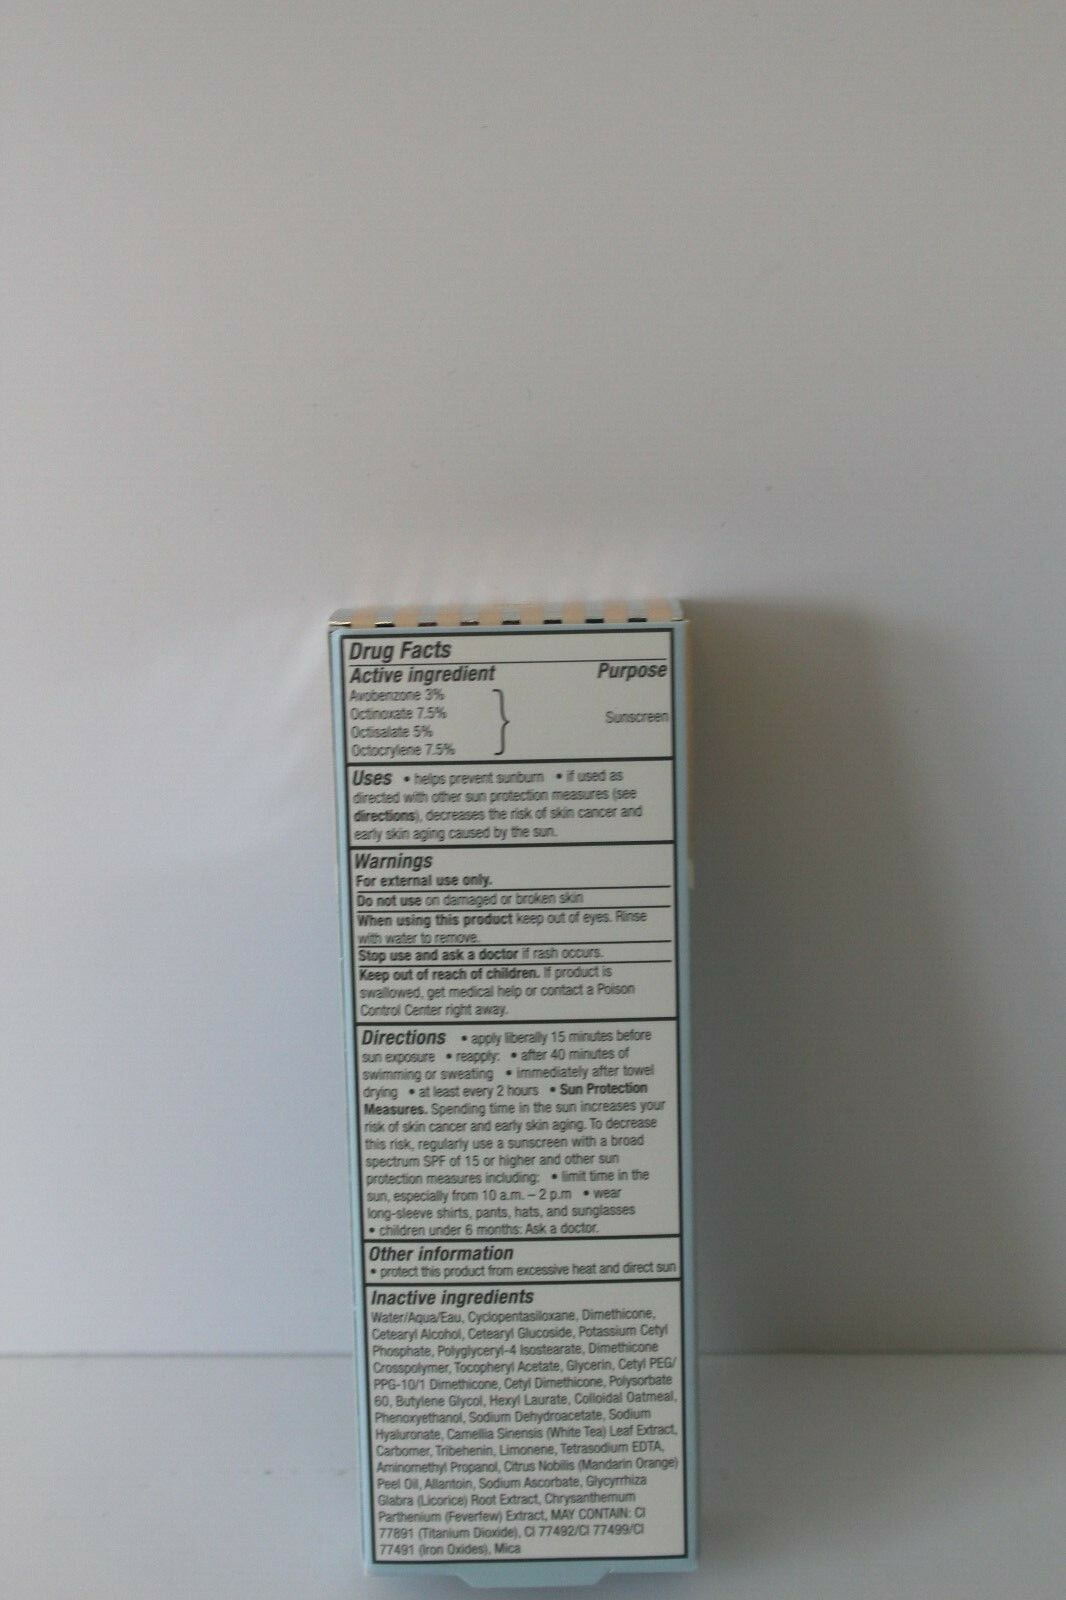 Drug Facts
Active ingredient Purpose
Avobenzone 3%
Octinoxate 7.5%
Sunscreen
Octisalate 5%
Octocrylene 7.5%
Uses • helps prevent sunburn • if used as
directed with other sun protection measures (see
directions), decreases the risk of skin cancer and
early skin aging caused by the sun.
Warnings
For external use only.
Do not use on damaged or broken skin
When using this product keep out of eyes. Rinse
with water to remove.
Stop use and ask a doctor if rash occurs.
Keep out of reach of children. If product is
swallowed, get medical help or contact a Poison
Control Center right away.
Directions • apply liberally 15 minutes before
sun exposure • reapply: • after 40 minutes of
swimming or sweating • immediately after towel
drying • at least every 2 hours • Sun Protection
Measures. Spending time in the sun increases your
risk of skin cancer and early skin aging. To decrease
this risk, regularly use a sunscreen with a broad
spectrum SPF of 15 or higher and other sun
protection measures including: • limit time in the
sun, especially from 10 a.m. – 2 p.m • wear
long-sleeve shirts, pants, hats, and sunglasses
• children under 6 months: Ask a doctor.
Other information
• protect this product from excessive heat and direct sun
Inactive ingredients
Water/Aqua/Eau, Cyclopentasiloxane, Dimethicone,
Cetearyl Alcohol, Cetearyl Glucoside, Potassium Cetyl
Phosphate, Polyglyceryl-4 Isostearate, Dimethicone
Crosspolymer, Tocopheryl Acetate, Glycerin, Cetyl PEG/
PPG-10/1 Dimethicone, Cetyl Dimethicone, Polysorbate
60, Butylene Glycol, Hexyl Laurate, Colloidal Oatmeal,
Phenoxyethanol, Sodium Dehydroacetate, Sodium
Hyaluronate, Camellia Sinensis (White Tea) Leaf Extract,
Carbomer, Tribehenin, Limonene, Tetrasodium EDTA,
Aminomethyl Propanol, Citrus Nobilis (Mandarin Orange)
Peel Oil, Allantoin, Sodium Ascorbate, Glycyrrhiza
Glabra (Licorice) Root Extract, Chrysanthemum
Parthenium (Feverfew) Extract, MAY CONTAIN: CI
77891 (Titanium Dioxide), CI 77492/CI 77499/CI
77491 (Iron Oxides), Mica